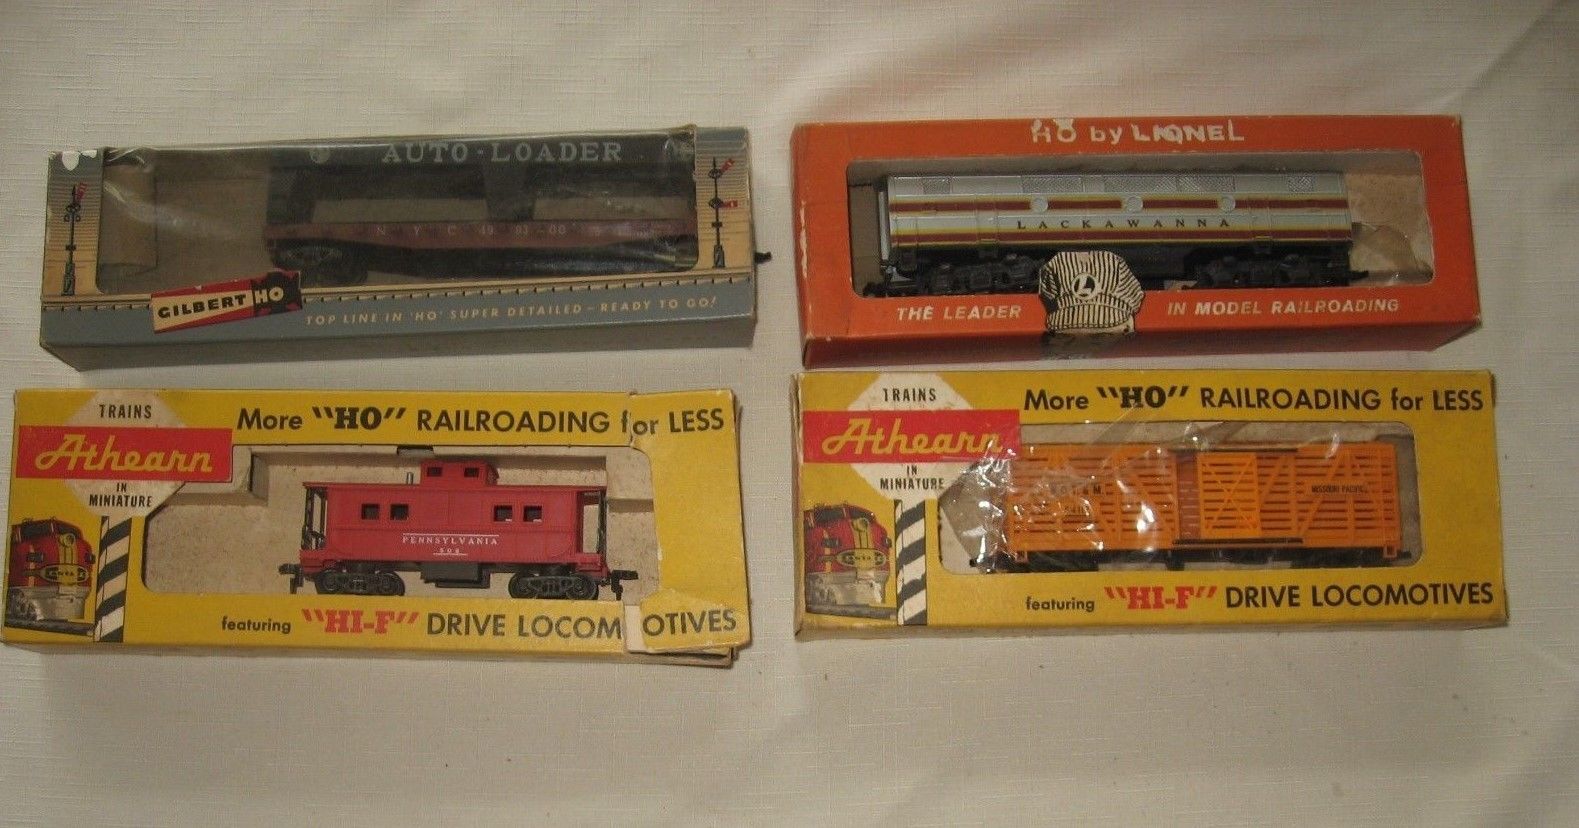 AUTO-LOADER
GILBERT HO
TOP LINE IN 'HO' SUPER DETAILED - READY TO GO!
HO by LIONEL
LACKAWANNA
L
THE LEADER IN MODEL RAILROADING
TRAINS
Athearn
IN
MINIATURE
More "HO" RAILROADING for LESS
PENNSYLVANIA
featuring "HI-F" DRIVE LOCOMOTIVES
TRAINS
Athearn
IN
MINIATURE
More "HO" RAILROADING for LESS
MISSOURI PACIFIC
featuring "HI-F" DRIVE LOCOMOTIVES